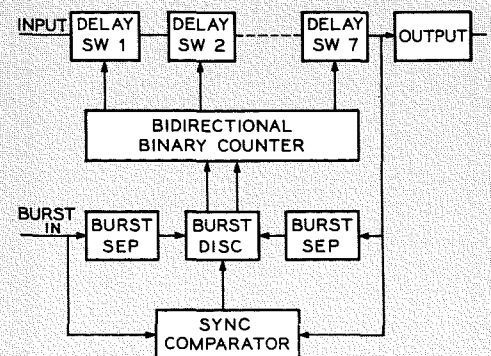 INPUT
DELAY
SW 1
DELAY
SW 2
DELAY
SW 7
OUTPUT
BIDIRECTIONAL
BINARY COUNTER
BURST
IN
BURST
SEP
BURST
DISC
BURST
SEP
SYNC
COMPARATOR